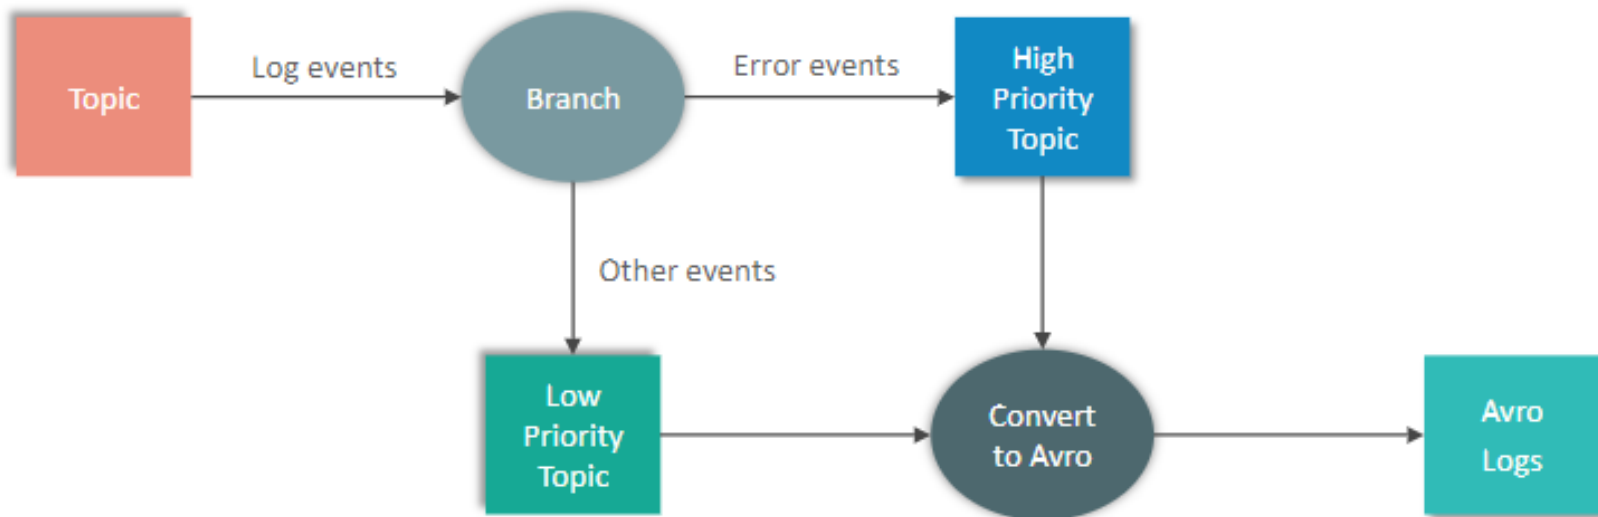 Topic
Log events
Branch
Error events
High
Priority
Topic
Other events
Low
Priority
Topic
Convert
to Avro
Avro
Logs